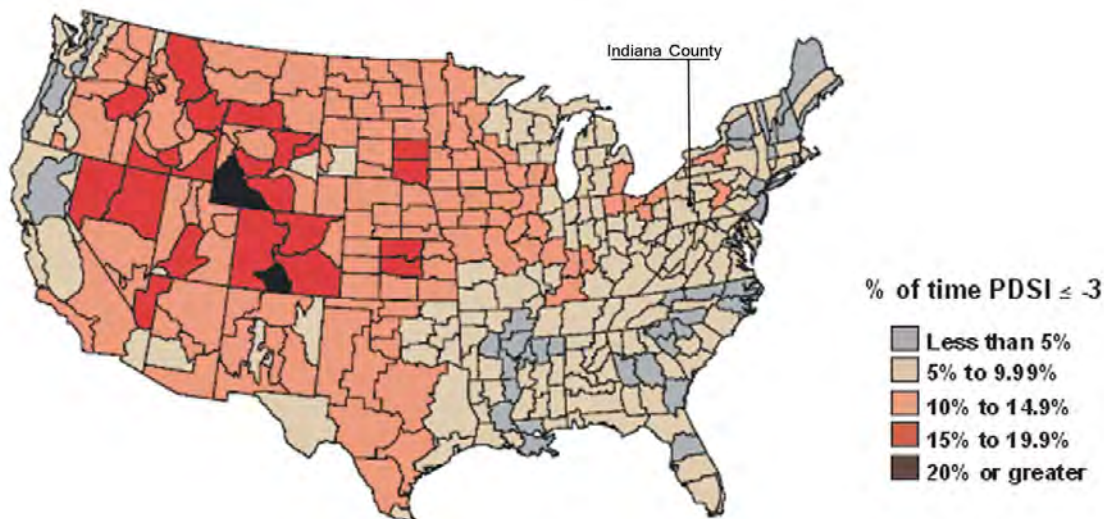 Indiana County
% of time PDSI ≤ -3
Less than 5%
5% to 9.99%
10% to 14.9%
15% to 19.9%
20% or greater